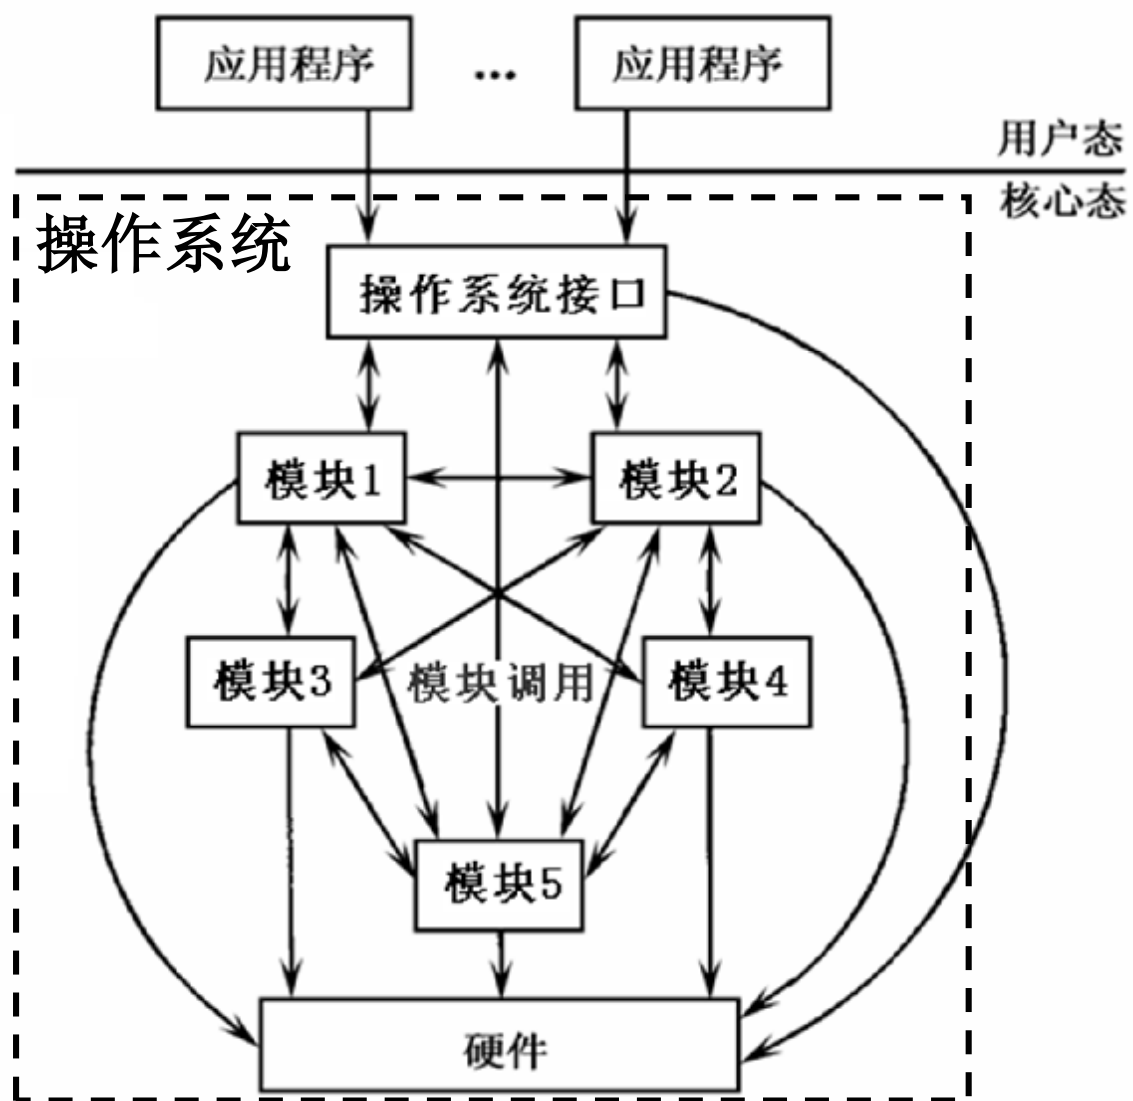 应用程序 ... 应用程序
用户态
核心态
操作系统
操作系统接口
模块1 模块2
模块3 模块调用 模块4
模块5
硬件